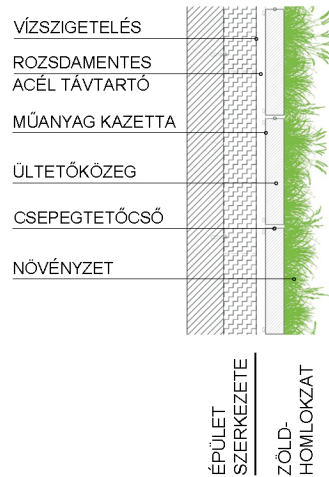 VÍZSZIGETELÉS
ROZSDAMENTES
ACÉL TÁVTARTÓ
MŰANYAG KAZETTA
ÜLTETŐKÖZEG
CSEPEGTETŐCSŐ
NÖVÉNYZET
ÉPÜLET
SZERKEZETE
ZÖLD-
HOMLOKZAT